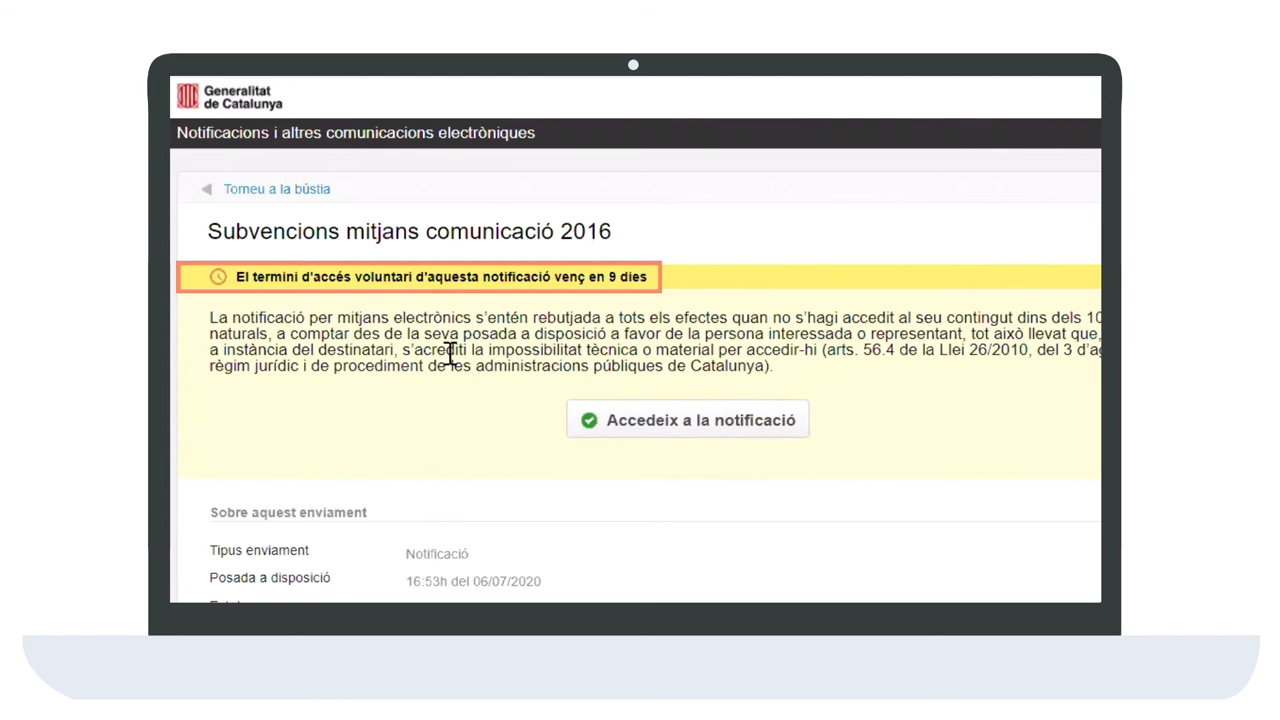 Generalitat
de Catalunya
Notificacions i altres comunicacions electròniques
Torneu a la bústia
Subvencions mitjans comunicació 2016
El termini d'accés voluntari d'aquesta notificació venç en 9 dies
La notificació per mitjans electrònics s'entén rebutjada a tots els efectes quan no s'hagi accedit al seu contingut dins dels 10
naturals, a comptar des de la seva posada a disposició a favor de la persona interessada o representant, tot això llevat que,
a instància del destinatari, s'acrediti la impossibilitat tècnica o material per accedir-hi (arts. 56.4 de la Llei 26/2010, del 3 d'ag
règim jurídic i de procediment de les administracions públiques de Catalunya).
Accedeix a la notificació
Sobre aquest enviament
Tipus enviament Notificació
Posada a disposició 16:53h del 06/07/2020